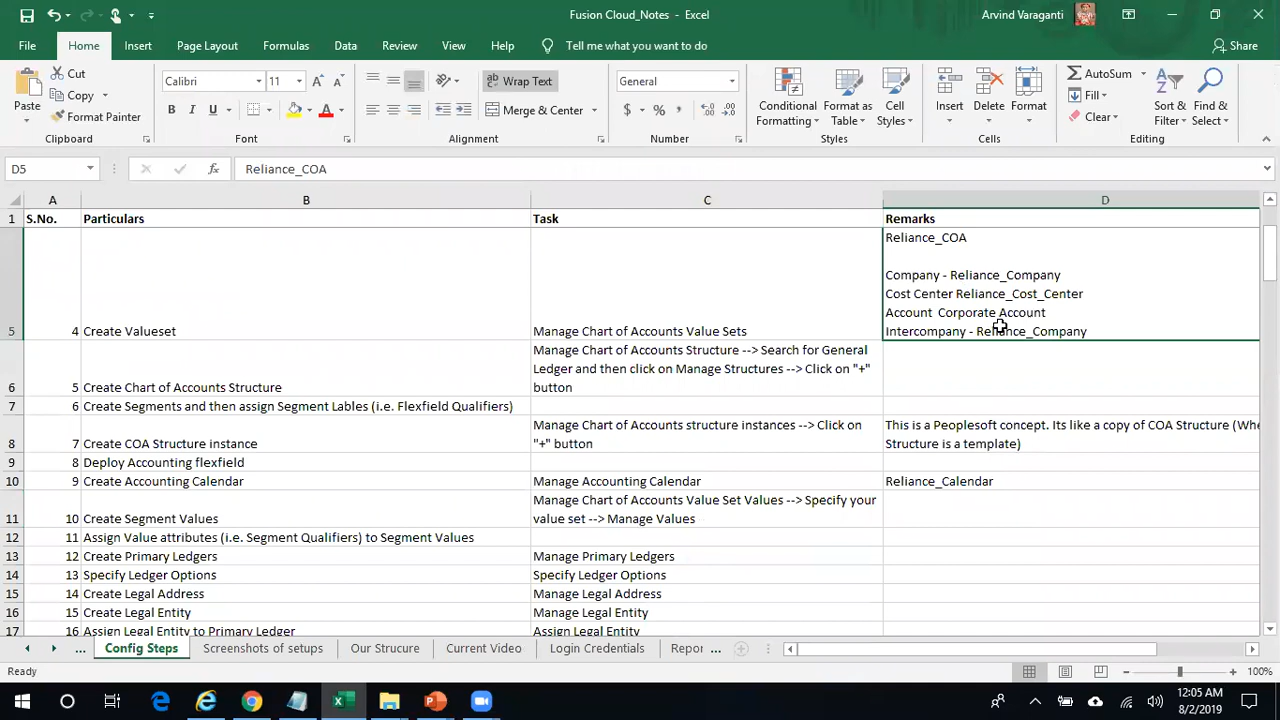 Fusion Cloud_Notes - Excel
Arvind Varaganti
File Home Insert Page Layout Formulas Data Review View Help Tell me what you want to do Share
Paste
Cut
Copy
Format Painter
Clipboard
Calibri 11
B I U
Font
Wrap Text
Merge & Center
Alignment
General
$ % ,
Number
Conditional Formatting
Format as Table
Cell Styles
Styles
Insert Delete Format
Cells
AutoSum
Fill
Clear
Sort & Filter
Find & Select
Editing
D5 fx Reliance_COA
A B C D
1 S.No. Particulars Task Remarks
Reliance_COA
Company - Reliance_Company
Cost Center Reliance_Cost_Center
Account Corporate Account
5 4 Create Valueset Manage Chart of Accounts Value Sets Intercompany - Reliance_Company
Manage Chart of Accounts Structure --> Search for General
Ledger and then click on Manage Structures --> Click on "+"
6 5 Create Chart of Accounts Structure button
7 6 Create Segments and then assign Segment Lables (i.e. Flexfield Qualifiers)
Manage Chart of Accounts structure instances --> Click on This is a Peoplesoft concept. Its like a copy of COA Structure (Whe
8 7 Create COA Structure instance "+" button Structure is a template)
9 8 Deploy Accounting flexfield
10 9 Create Accounting Calendar Manage Accounting Calendar Reliance_Calendar
Manage Chart of Accounts Value Set Values --> Specify your
11 10 Create Segment Values value set --> Manage Values
12 11 Assign Value attributes (i.e. Segment Qualifiers) to Segment Values
13 12 Create Primary Ledgers Manage Primary Ledgers
14 13 Specify Ledger Options Specify Ledger Options
15 14 Create Legal Address Manage Legal Address
16 15 Create Legal Entity Manage Legal Entity
17 16 Assign Legal Entity to Primary Ledger Assign Legal Entity
... Config Steps Screenshots of setups Our Strucure Current Video Login Credentials Repor ...
Ready 100%
12:05 AM
8/2/2019